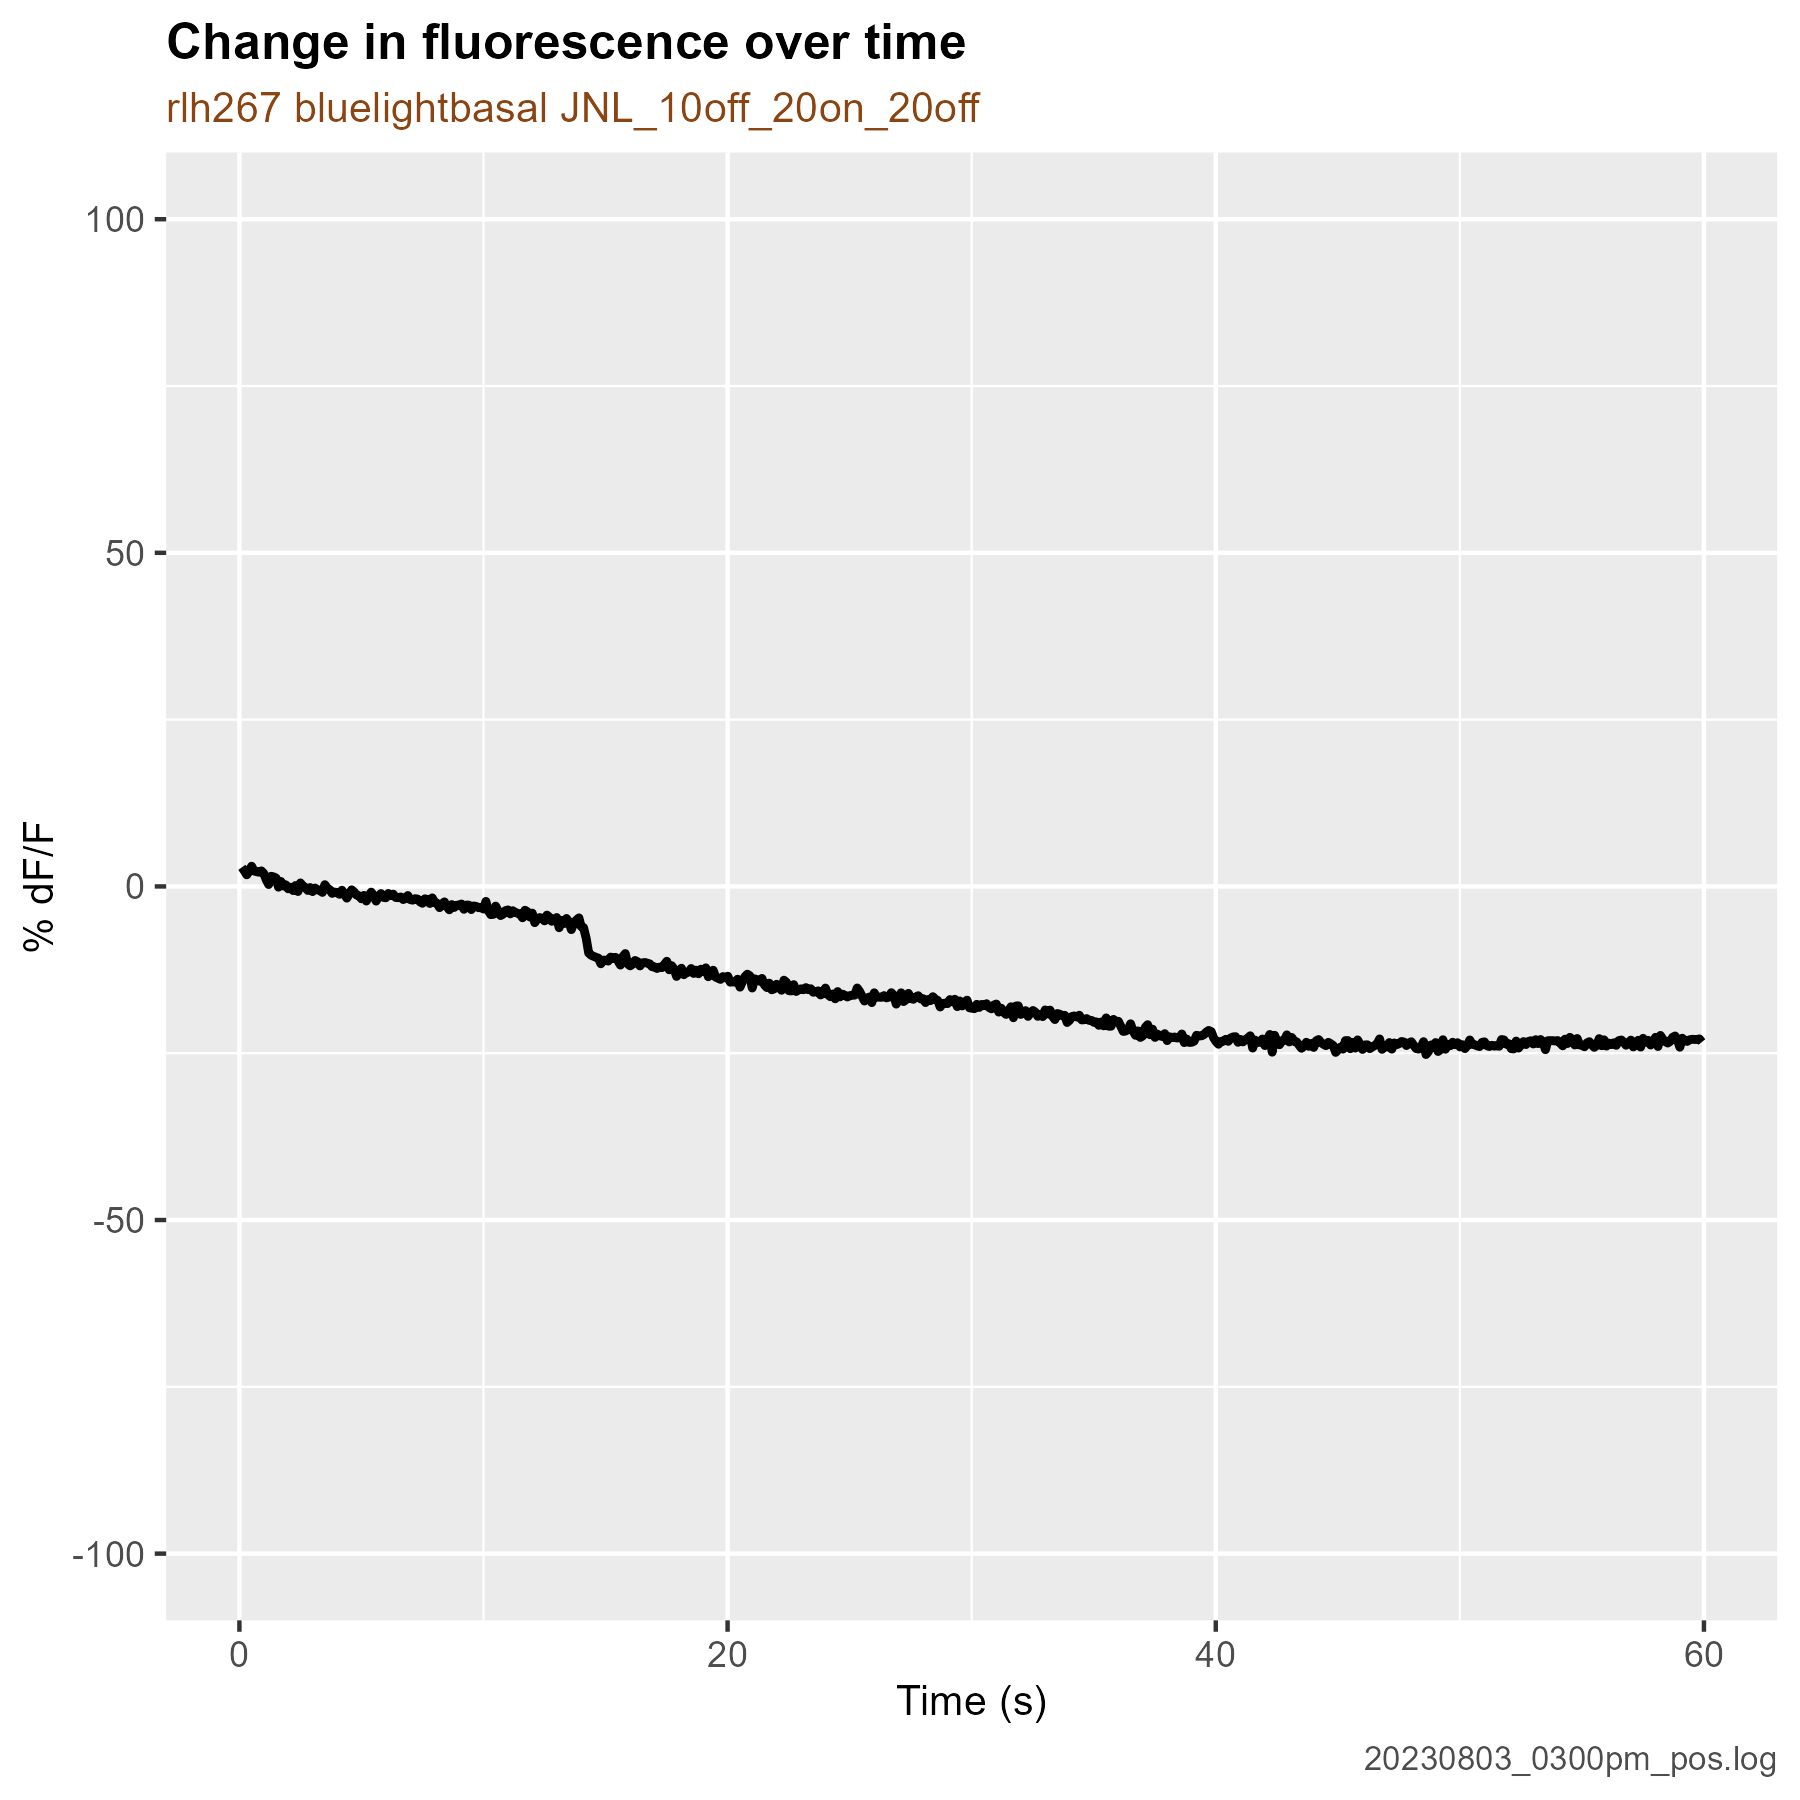 Change in fluorescence over time
rlh267 bluelightbasal JNL_10off_20on_20off
100
50
0
-50
-100
% dF/F
0 20 40 60
Time (s)
20230803_0300pm_pos.log